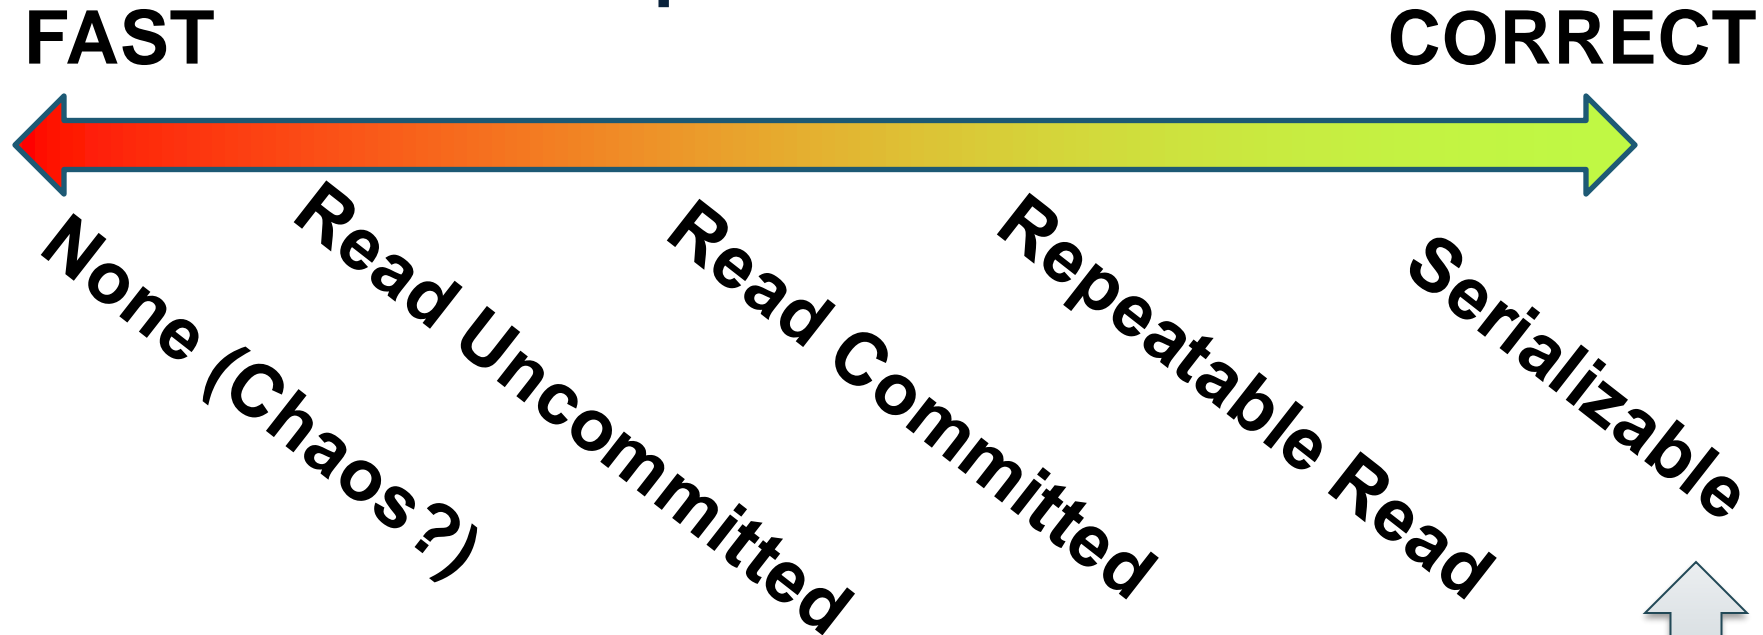 FAST
CORRECT
None (Chaos?)
Read Uncommitted
Read Committed
Repeatable Read
Serializable